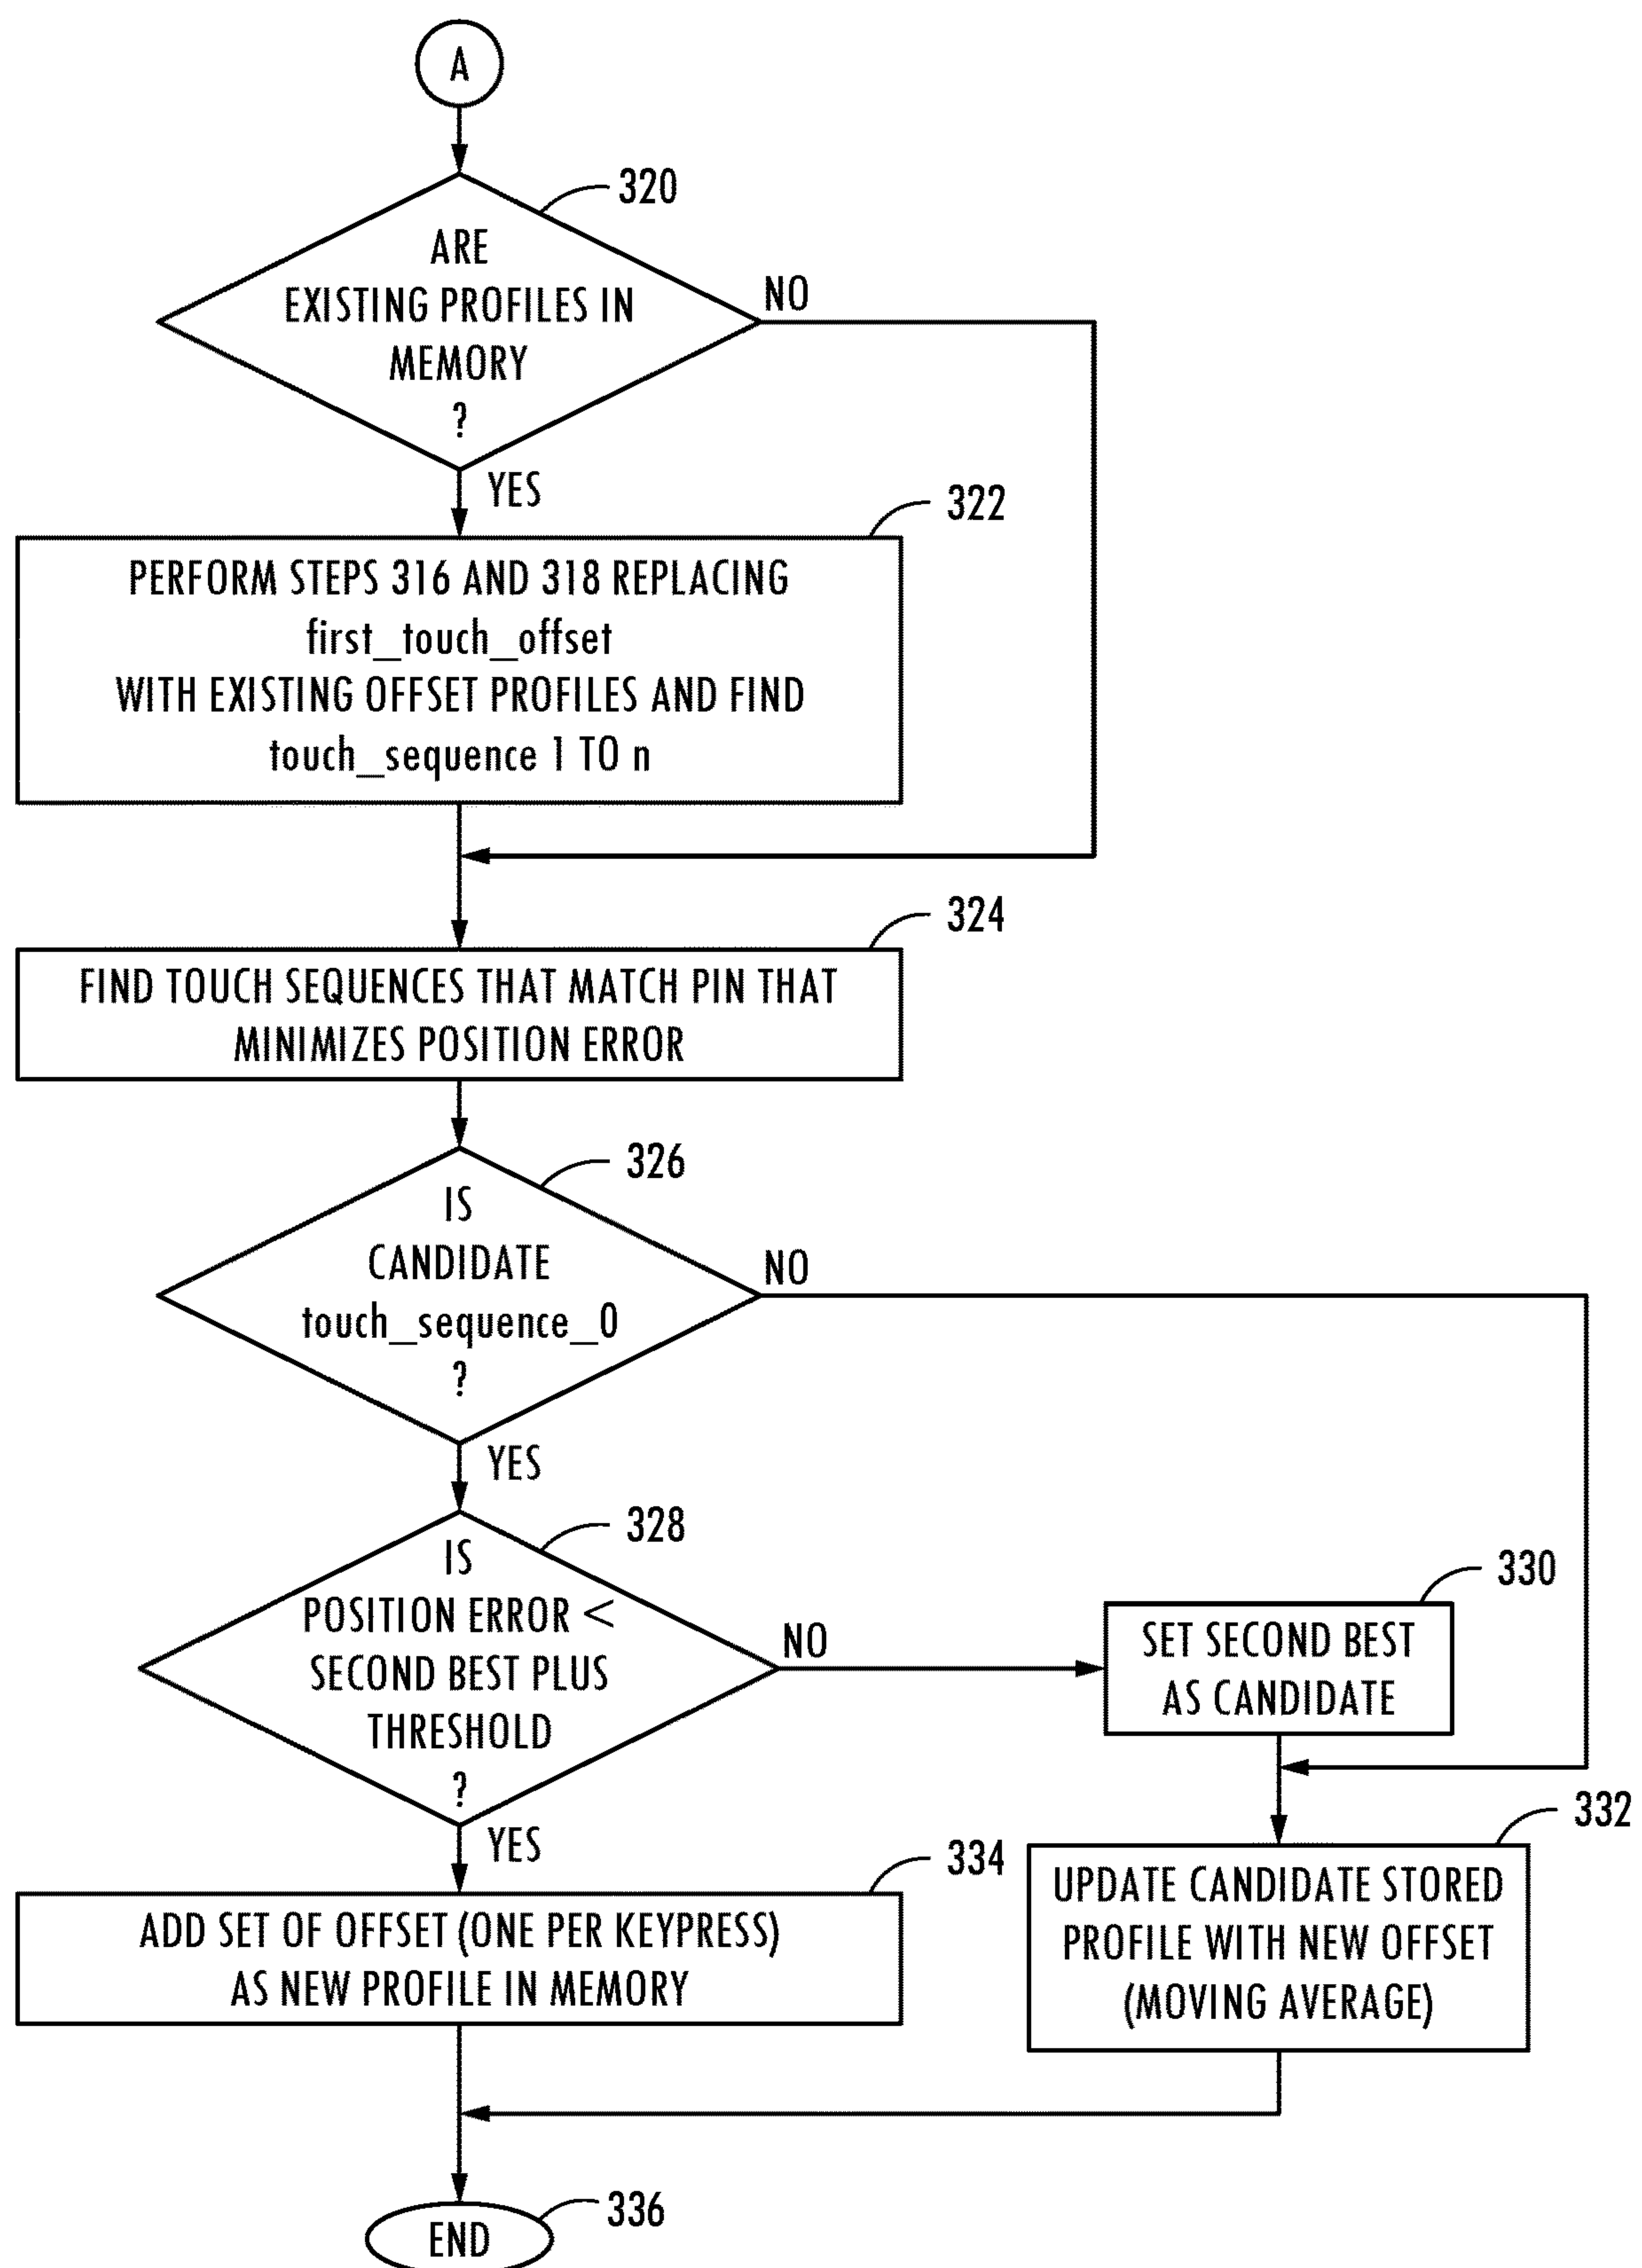 A
320
ARE
EXISTING PROFILES IN
MEMORY
?
NO
YES
322
PERFORM STEPS 316 AND 318 REPLACING
first_touch_offset
WITH EXISTING OFFSET PROFILES AND FIND
touch_sequence 1 TO n
324
FIND TOUCH SEQUENCES THAT MATCH PIN THAT
MINIMIZES POSITION ERROR
326
IS
CANDIDATE
touch_sequence_0
?
NO
YES
328
IS
POSITION ERROR <
SECOND BEST PLUS
THRESHOLD
?
NO
YES
330
SET SECOND BEST
AS CANDIDATE
332
UPDATE CANDIDATE STORED
PROFILE WITH NEW OFFSET
(MOVING AVERAGE)
334
ADD SET OF OFFSET (ONE PER KEYPRESS)
AS NEW PROFILE IN MEMORY
336
END